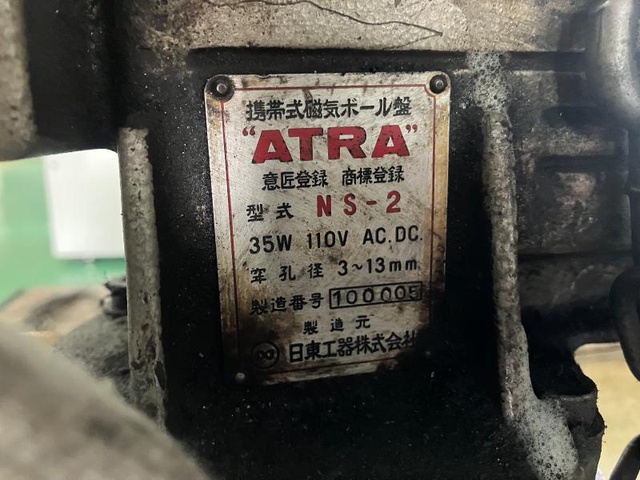 携帯式磁気ボール盤
"ATRA"
意匠登録 商標登録
型式 NS-2
35W 110V AC.DC.
穿孔径 3~13mm
製造番号 100005
製造元
日東工器株式会社